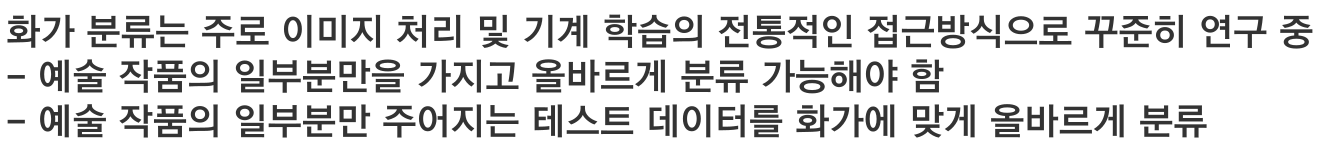 화가 분류는 주로 이미지 처리 및 기계 학습의 전통적인 접근방식으로 꾸준히 연구 중
- 예술 작품의 일부분만을 가지고 올바르게 분류 가능해야 함
- 예술 작품의 일부분만 주어지는 테스트 데이터를 화가에 맞게 올바르게 분류